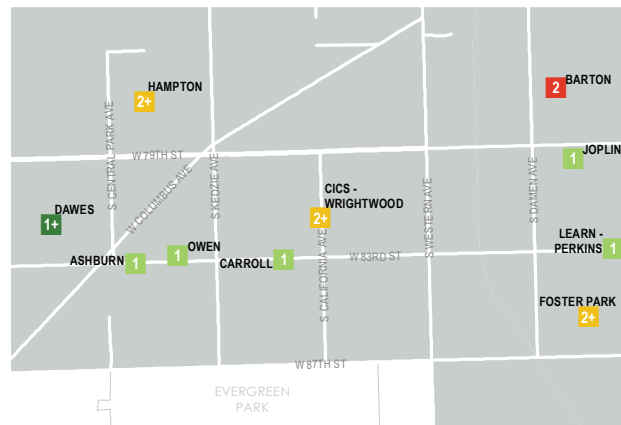 HAMPTON
2+
2
BARTON
S CENTRAL PARK AVE
W 79TH ST
W COLUMBUS AVE
S KEDZIE AVE
S CALIFORNIA AVE
S WESTERN AVE
S DAMEN AVE
1
JOPLIN
CICS -
WRIGHTWOOD
2+
DAWES
1+
ASHBURN
1
OWEN
1
CARROLL
1
W 83RD ST
LEARN -
PERKINS
1
FOSTER PARK
2+
W 87TH ST
EVERGREEN
PARK